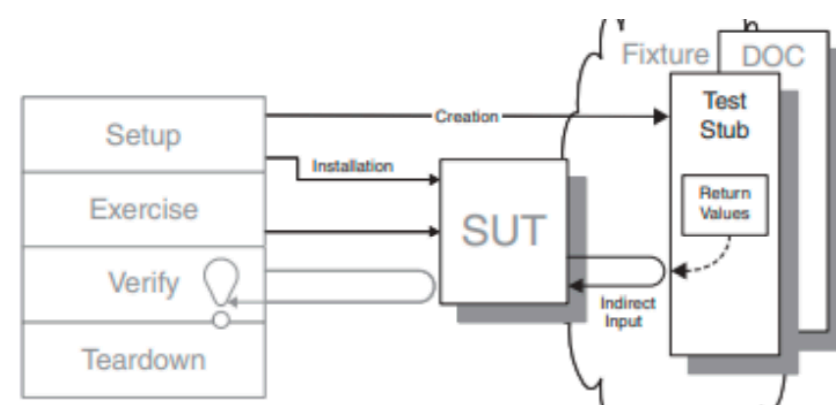 Fixture
DOC
Setup
Creation
Test
Stub
Installation
Exercise
SUT
Return
Values
Verify
Indirect
Input
Teardown